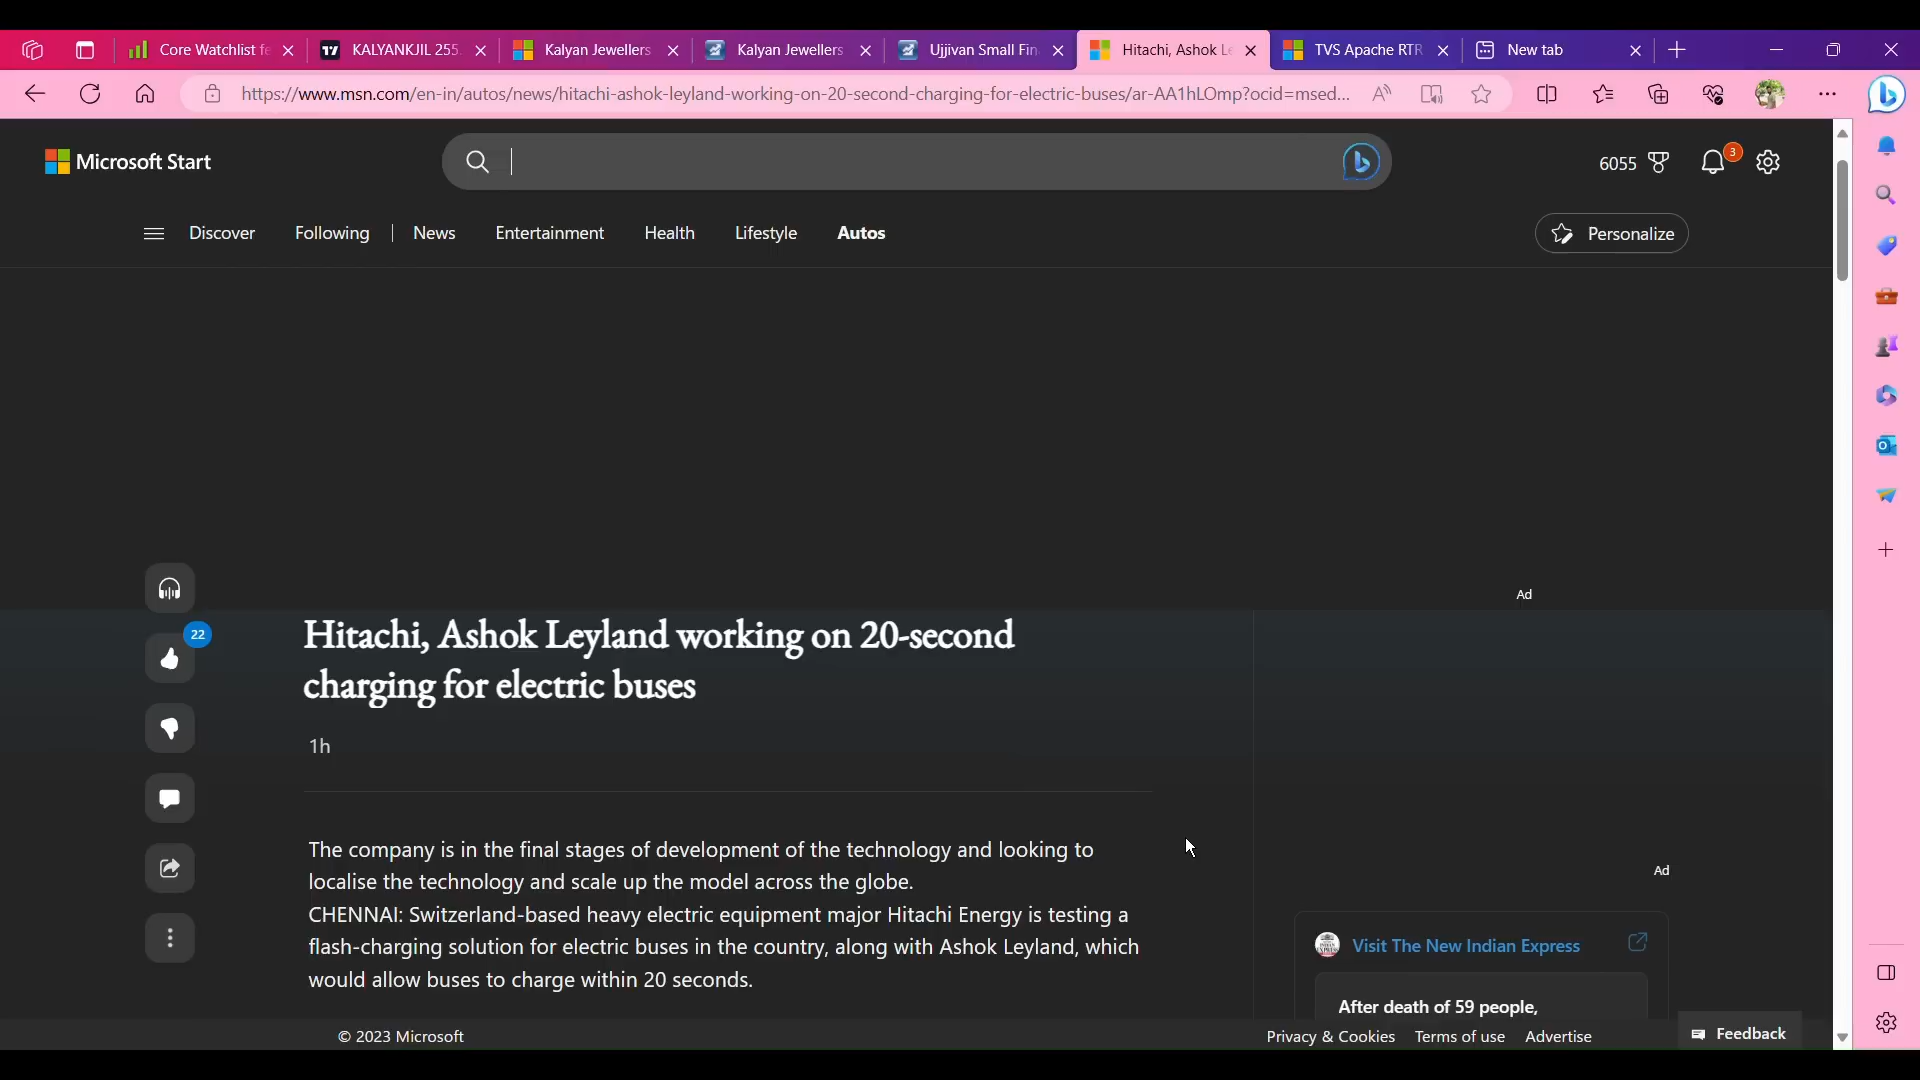 Core Watchlist fe
KALYANKJIL 255.
Kalyan Jewellers
Kalyan Jewellers
Ujjivan Small Fin
Hitachi, Ashok Le
TVS Apache RTR
New tab
https://www.msn.com/en-in/autos/news/hitachi-ashok-leyland-working-on-20-second-charging-for-electric-buses/ar-AA1hLOmp?ocid=msed...
Microsoft Start
6055
3
Discover
Following
News
Entertainment
Health
Lifestyle
Autos
Personalize
Ad
22
Hitachi, Ashok Leyland working on 20-second
charging for electric buses
1h
The company is in the final stages of development of the technology and looking to
localise the technology and scale up the model across the globe.
CHENNAI: Switzerland-based heavy electric equipment major Hitachi Energy is testing a
flash-charging solution for electric buses in the country, along with Ashok Leyland, which
would allow buses to charge within 20 seconds.
Ad
Visit The New Indian Express
After death of 59 people,
© 2023 Microsoft
Privacy & Cookies
Terms of use
Advertise
Feedback